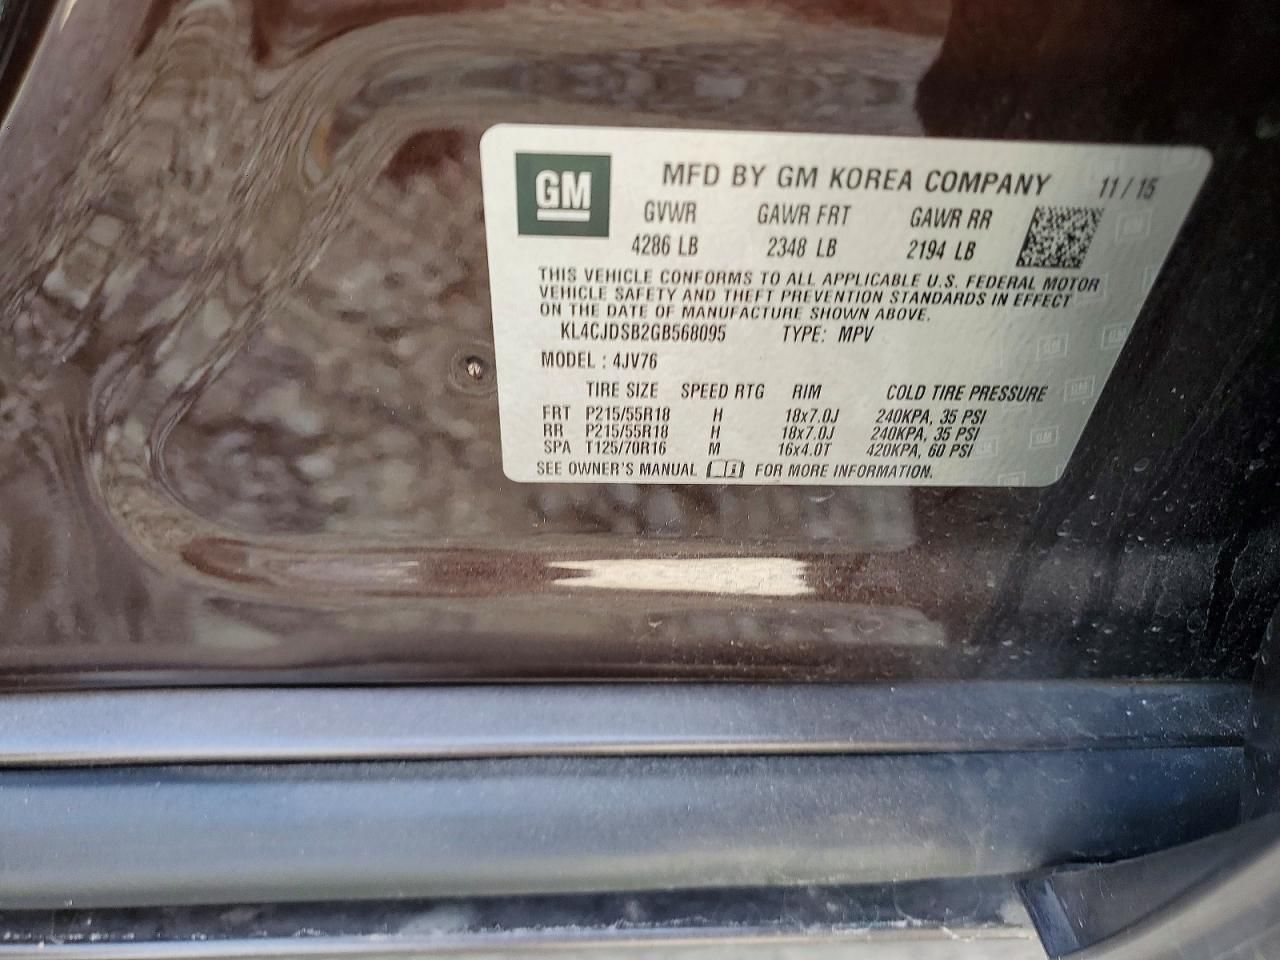 GM
MFD BY GM KOREA COMPANY 11/15
GVWR GAWR FRT GAWR RR
4286 LB 2348 LB 2194 LB
THIS VEHICLE CONFORMS TO ALL APPLICABLE U.S. FEDERAL MOTOR
VEHICLE SAFETY AND THEFT PREVENTION STANDARDS IN EFFECT
ON THE DATE OF MANUFACTURE SHOWN ABOVE.
KL4CJDSB2GB568095 TYPE: MPV
MODEL : 4JV76
TIRE SIZE SPEED RTG RIM COLD TIRE PRESSURE
FRT P215/55R18 H 18x7.0J 240KPA, 35 PSI
RR P215/55R18 H 18x7.0J 240KPA, 35 PSI
SPA T125/70R16 M 16x4.0T 420KPA, 60 PSI
SEE OWNER'S MANUAL FOR MORE INFORMATION.